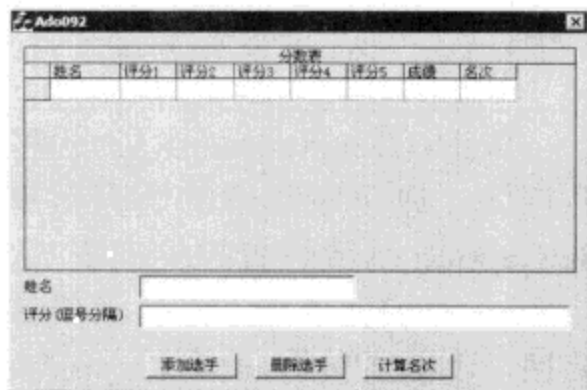 Ado092
分数表
姓名 评分1 评分2 评分3 评分4 评分5 成绩 名次
姓名
评分(逗号分隔)
添加选手 删除选手 计算名次